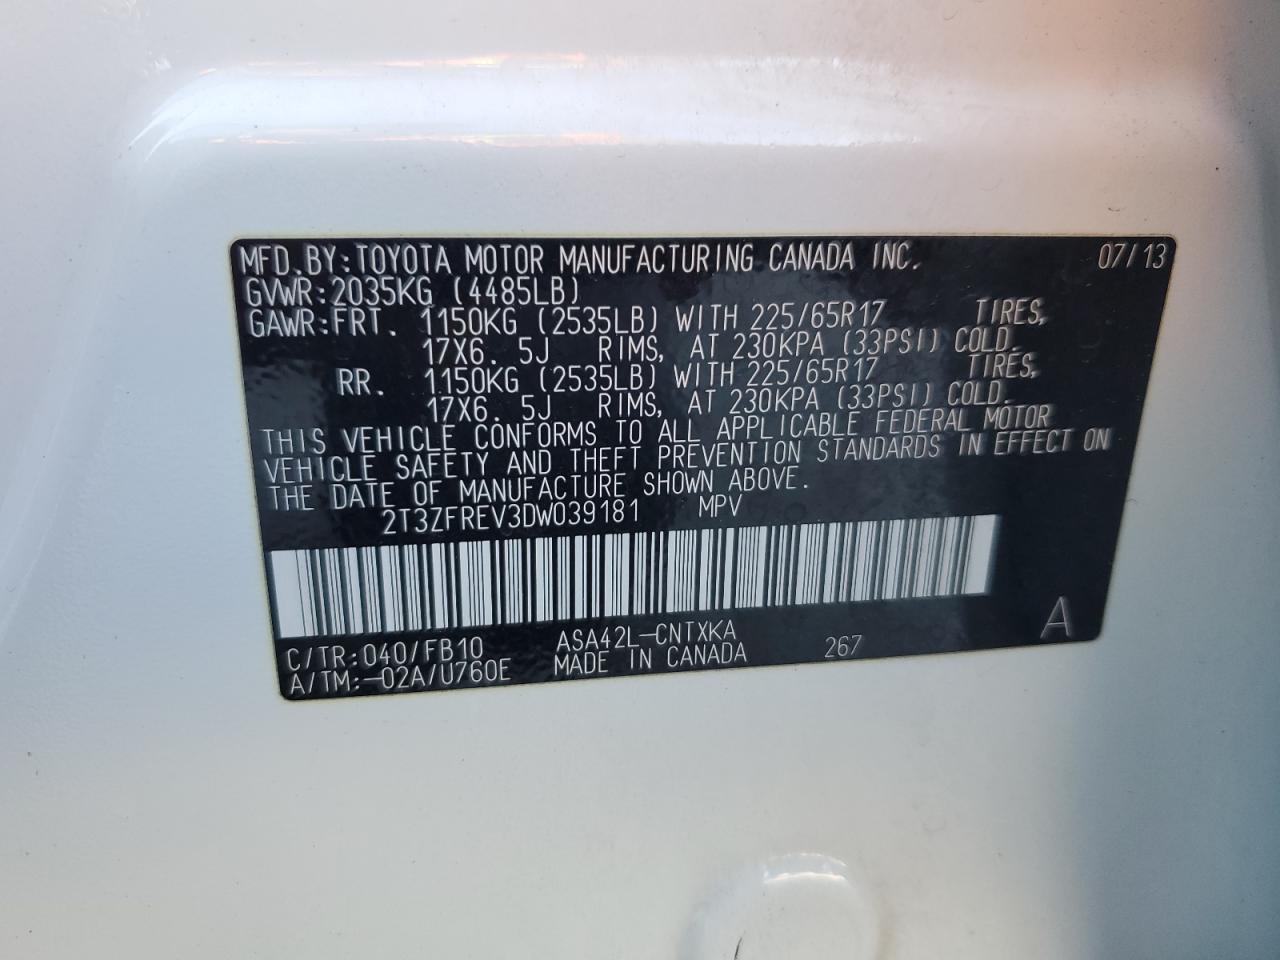 MFD.BY:TOYOTA MOTOR MANUFACTURING CANADA INC. 07/13
GVWR:2035KG (4485LB)
GAWR:FRT. 1150KG (2535LB) WITH 225/65R17 TIRES,
17X6.5J RIMS, AT 230KPA (33PSI) COLD.
RR. 1150KG (2535LB) WITH 225/65R17 TIRES,
17X6.5J RIMS, AT 230KPA (33PSI) COLD.
THIS VEHICLE CONFORMS TO ALL APPLICABLE FEDERAL MOTOR
VEHICLE SAFETY AND THEFT PREVENTION STANDARDS IN EFFECT ON
THE DATE OF MANUFACTURE SHOWN ABOVE.
2T3ZFREV3DW039181 MPV
C/TR:040/FB10 ASA42L-CNTXKA 267 A
A/TM:-02A/U760E MADE IN CANADA